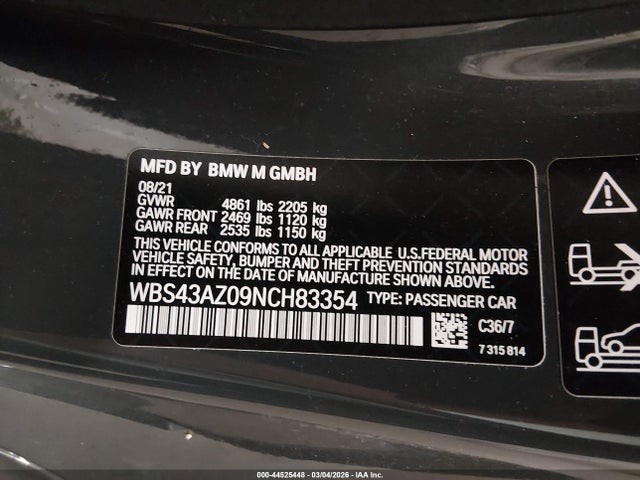 MFD BY BMW M GMBH
08/21
GVWR 4861 lbs 2205 kg
GAWR FRONT 2469 lbs 1120 kg
GAWR REAR 2535 lbs 1150 kg
THIS VEHICLE CONFORMS TO ALL APPLICABLE U.S.FEDERAL MOTOR
VEHICLE SAFETY, BUMPER AND THEFT PREVENTION STANDARDS
IN EFFECT ON THE DATE OF MANUFACTURE SHOWN ABOVE.
WBS43AZ09NCH83354 TYPE: PASSENGER CAR
C36/7
7 315 814
000-44525448 - 03/04/2026 - IAA Inc.